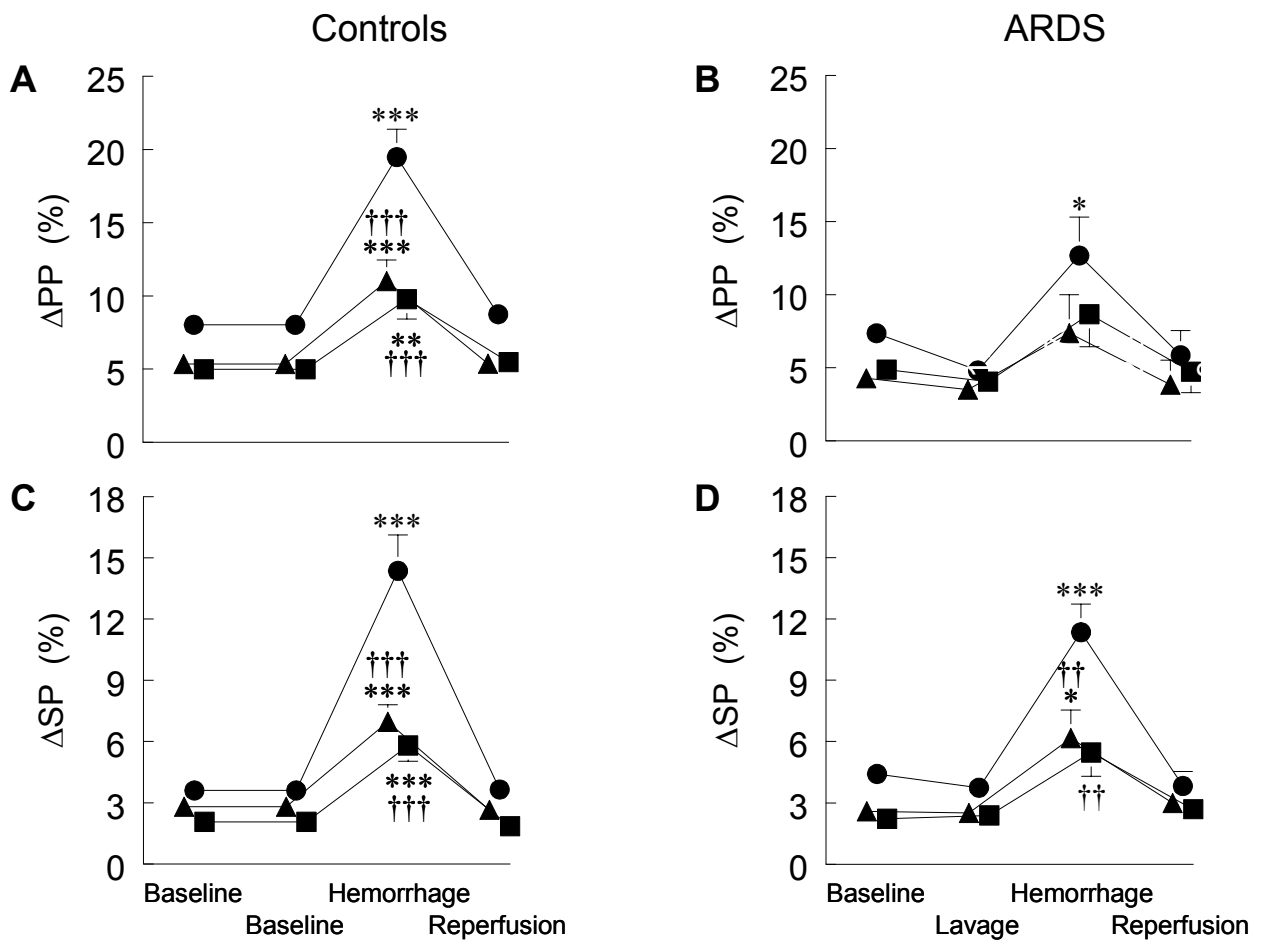 Controls
ARDS
A
25
20
15
10
5
0
ΔPP (%)
***
†††
***
**
†††
B
25
20
15
10
5
0
ΔPP (%)
*
C
18
15
12
9
6
3
0
ΔSP (%)
***
†††
***
***
†††
Baseline
Baseline
Hemorrhage
Reperfusion
D
18
15
12
9
6
3
0
ΔSP (%)
***
††
*
††
Baseline
Lavage
Hemorrhage
Reperfusion